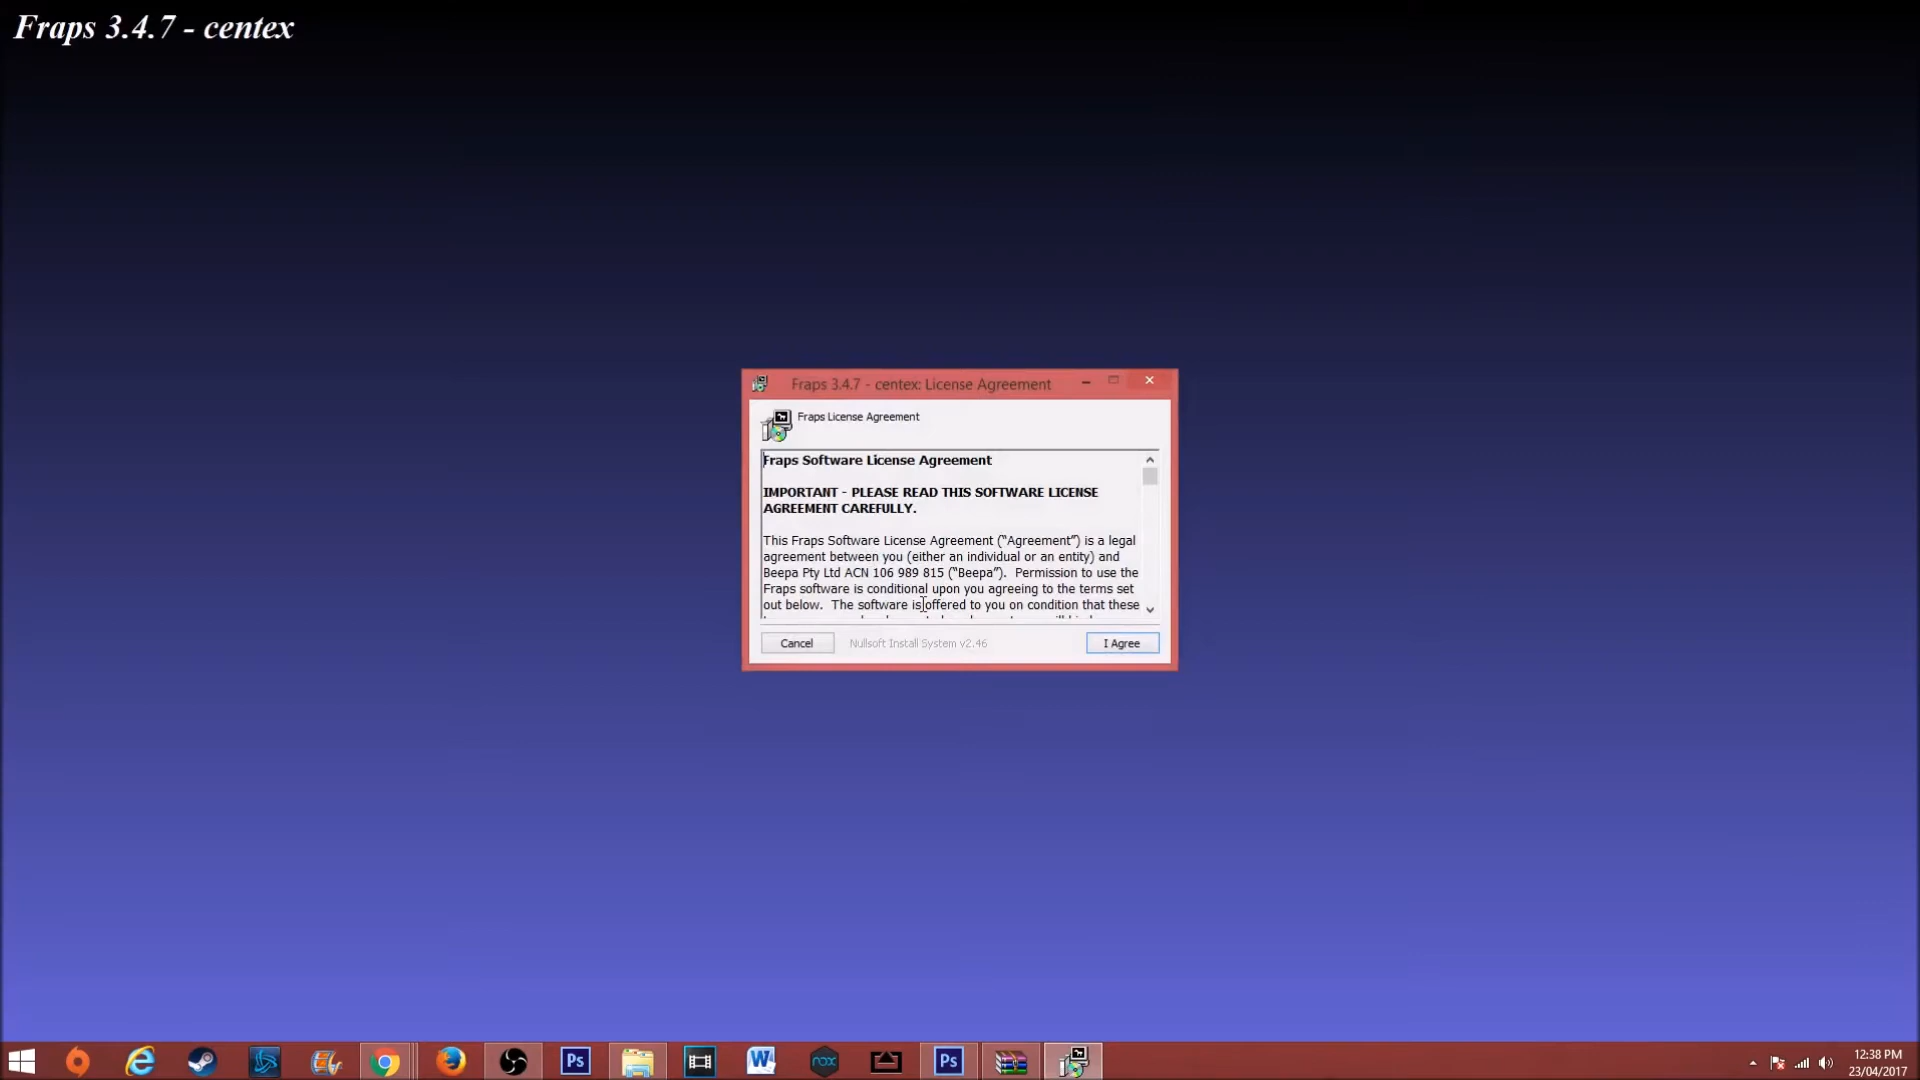 Fraps 3.4.7 - centex
Fraps 3.4.7 - centex: License Agreement
Fraps License Agreement
Fraps Software License Agreement
IMPORTANT - PLEASE READ THIS SOFTWARE LICENSE
AGREEMENT CAREFULLY.
This Fraps Software License Agreement (“Agreement”) is a legal
agreement between you (either an individual or an entity) and
Beepa Pty Ltd ACN 106 989 815 (“Beepa”).  Permission to use the
Fraps software is conditional upon you agreeing to the terms set
out below.  The software is offered to you on condition that these
Cancel
Nullsoft Install System v2.46
I Agree
Ps
W
nox
Ps
12:38 PM
23/04/2017